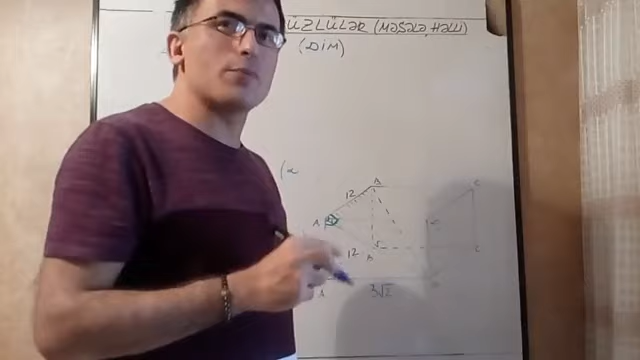 ÜZLÜLƏR (MƏSƏLƏ HƏLLİ)
(DİM)
(α
12
A
12
B
3√2
C
C
A